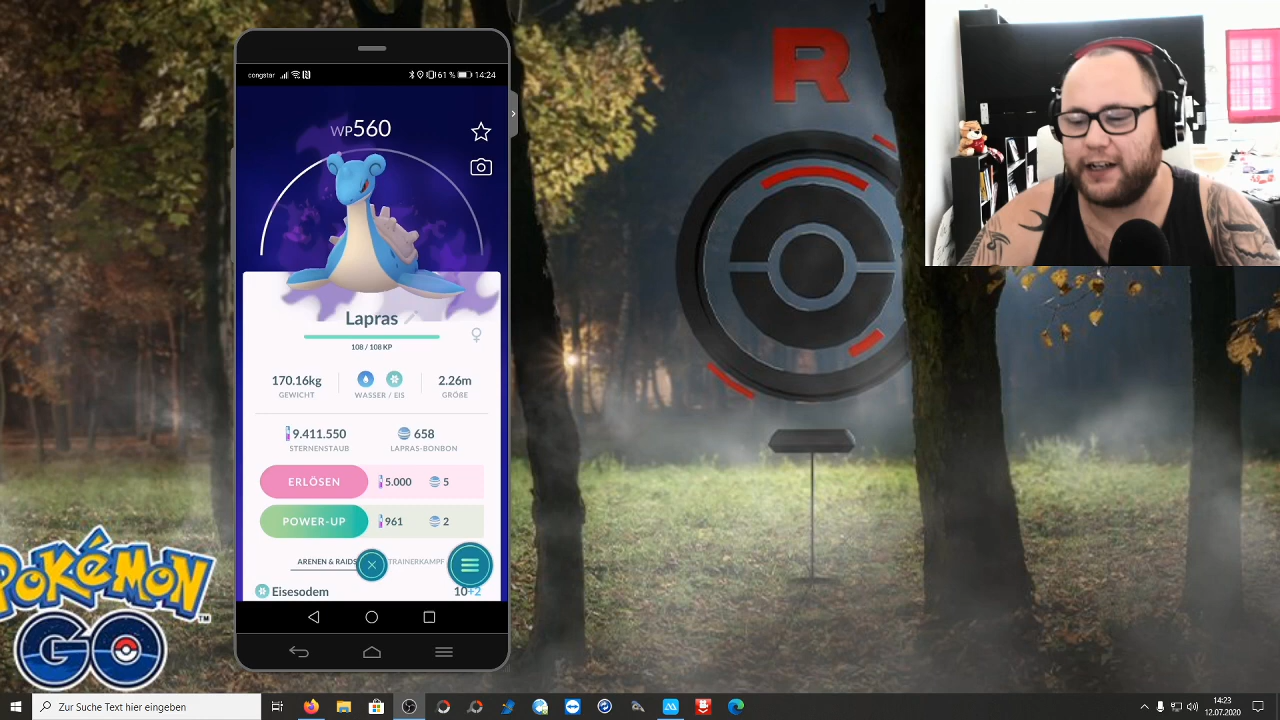 congstar 61 % 14:24
WP560
Lapras
108 / 108 KP
170.16kg 2.26m
GEWICHT WASSER / EIS GRÖßE
9.411.550 658
STERNENSTAUB LAPRAS-BONBON
ERLÖSEN 5.000 5
POWER-UP 961 2
ARENEN & RAIDS TRAINERKAMPF
Eisesodem 10+2
R
POKéMON
TM
GO
Zur Suche Text hier eingeben
14:23
12.07.2020